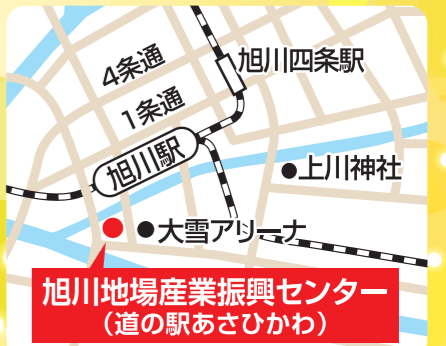 4条通
旭川四条駅
1条通
旭川駅
●上川神社
●大雪アリーナ
旭川地場産業振興センター
(道の駅あさひかわ)